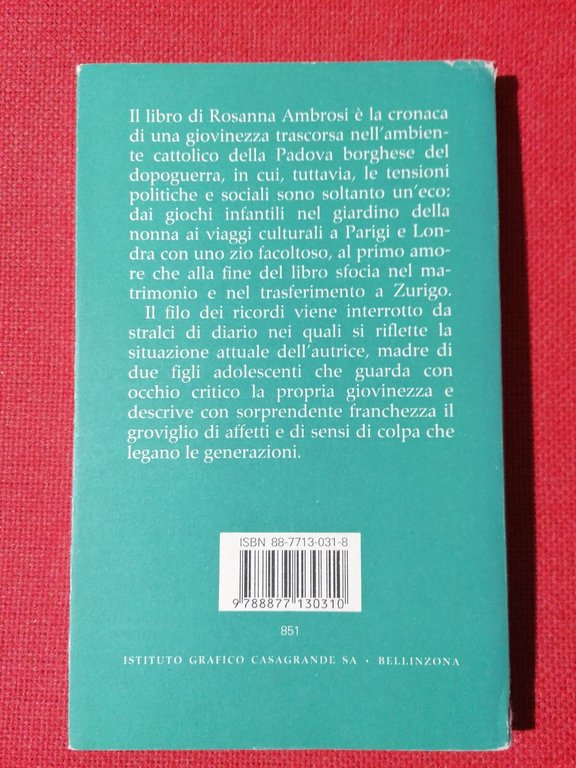 Il libro di Rosanna Ambrosi è la cronaca
di una giovinezza trascorsa nell'ambien-
te cattolico della Padova borghese del
dopoguerra, in cui, tuttavia, le tensioni
politiche e sociali sono soltanto un'eco:
dai giochi infantili nel giardino della
nonna ai viaggi culturali a Parigi e Lon-
dra con uno zio facoltoso, al primo amo-
re che alla fine del libro sfocia nel ma-
trimonio e nel trasferimento a Zurigo.
Il filo dei ricordi viene interrotto da
stralci di diario nei quali si riflette la
situazione attuale dell'autrice, madre di
due figli adolescenti che guarda con
occhio critico la propria giovinezza e
descrive con sorprendente franchezza il
groviglio di affetti e di sensi di colpa che
legano le generazioni.
ISBN 88-7713-031-8
9 788877 130310
851
ISTITUTO GRAFICO CASAGRANDE SA • BELLINZONA